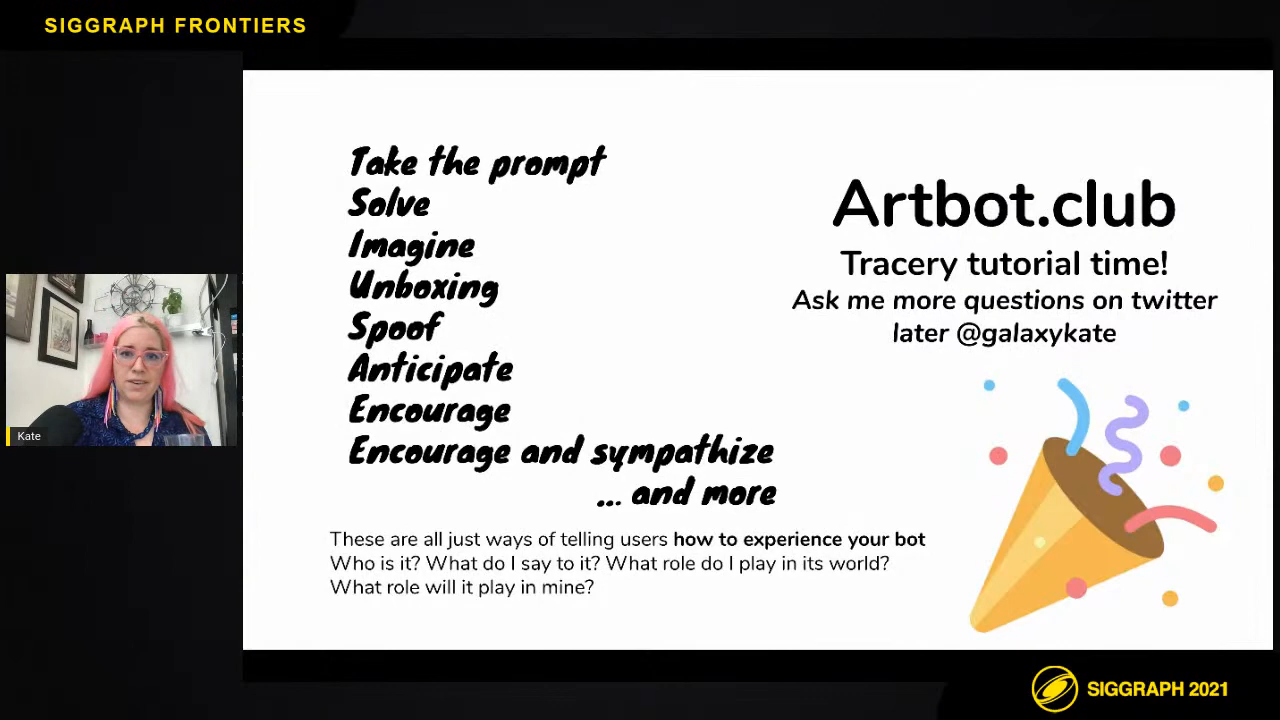 SIGGRAPH FRONTIERS
Take the prompt
Solve
Imagine
Unboxing
Spoof
Anticipate
Encourage
Encourage and sympathize
... and more
These are all just ways of telling users how to experience your bot
Who is it? What do I say to it? What role do I play in its world?
What role will it play in mine?
Artbot.club
Tracery tutorial time!
Ask me more questions on twitter
later @galaxykate
Kate
SIGGRAPH 2021